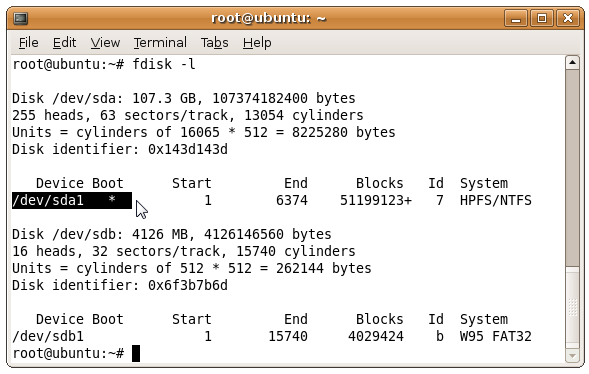 root@ubuntu: ~
File Edit View Terminal Tabs Help
root@ubuntu:~# fdisk -l
Disk /dev/sda: 107.3 GB, 107374182400 bytes
255 heads, 63 sectors/track, 13054 cylinders
Units = cylinders of 16065 * 512 = 8225280 bytes
Disk identifier: 0x143d143d
Device Boot Start End Blocks Id System
/dev/sda1 * 1 6374 51199123+ 7 HPFS/NTFS
Disk /dev/sdb: 4126 MB, 4126146560 bytes
16 heads, 32 sectors/track, 15740 cylinders
Units = cylinders of 512 * 512 = 262144 bytes
Disk identifier: 0x6f3b7b6d
Device Boot Start End Blocks Id System
/dev/sdb1 1 15740 4029424 b W95 FAT32
root@ubuntu:~#